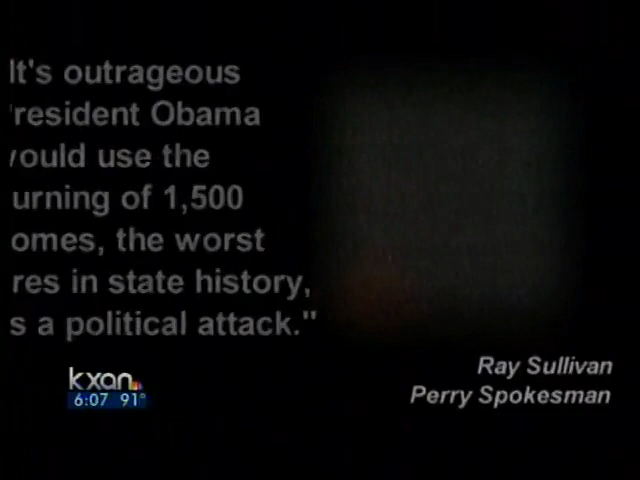 It's outrageous
resident Obama
ould use the
urning of 1,500
omes, the worst
res in state history,
s a political attack."
Ray Sullivan
Perry Spokesman
kxan
6:07 91°